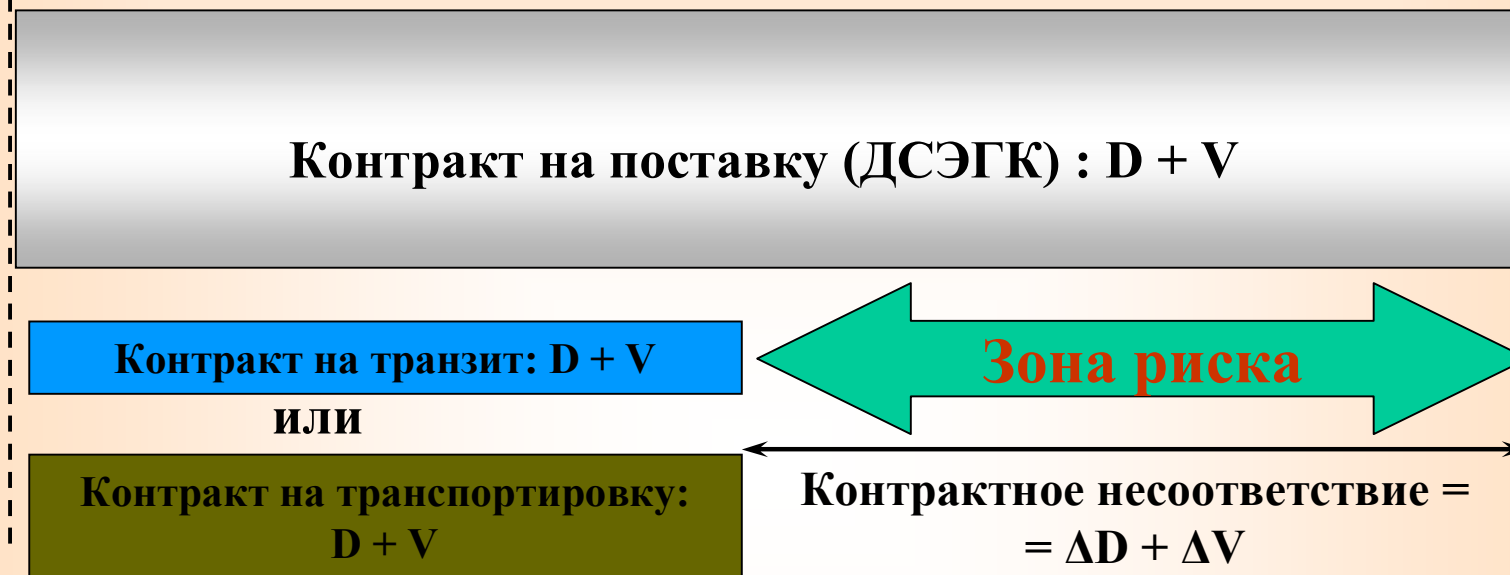 Контракт на поставку (ДСЭГК) : D + V
Контракт на транзит: D + V
Зона риска
или
Контракт на транспортировку:
D + V
Контрактное несоответствие =
= ΔD + ΔV